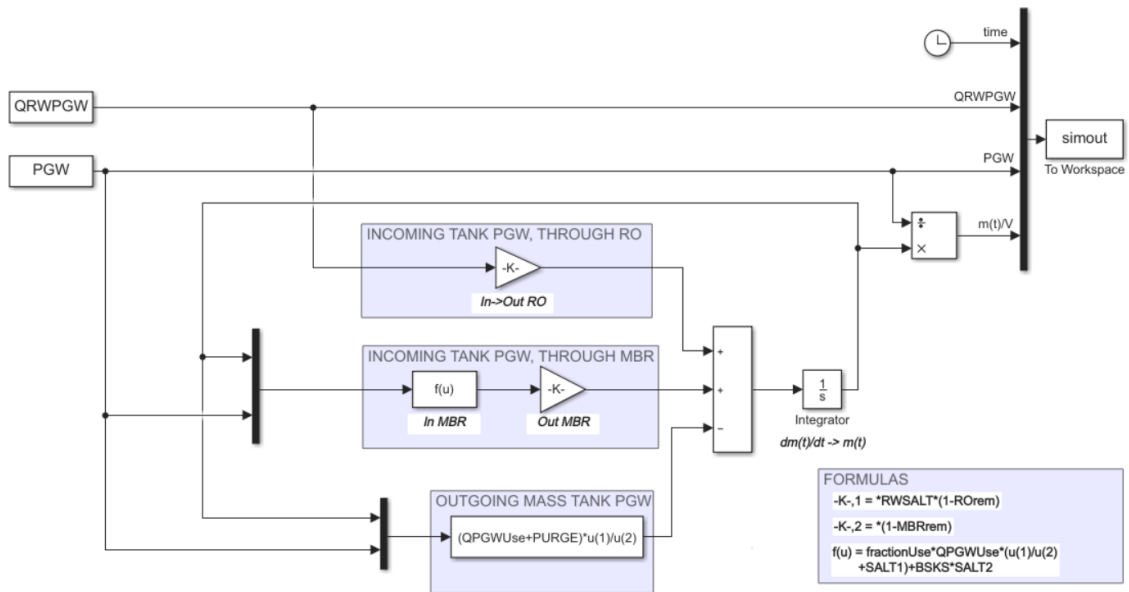 time
QRWPGW
QRWPGW
PGW
PGW
simout
To Workspace
÷
×
m(t)/V
INCOMING TANK PGW, THROUGH RO
-K-
In->Out RO
INCOMING TANK PGW, THROUGH MBR
f(u)
-K-
In MBR
Out MBR
+
+
−
1
s
Integrator
dm(t)/dt -> m(t)
OUTGOING MASS TANK PGW
(QPGWUse+PURGE)*u(1)/u(2)
FORMULAS
-K-,1 = *RWSALT*(1-ROrem)
-K-,2 = *(1-MBRrem)
f(u) = fractionUse*QPGWUse*(u(1)/u(2)
+SALT1)+BSKS*SALT2